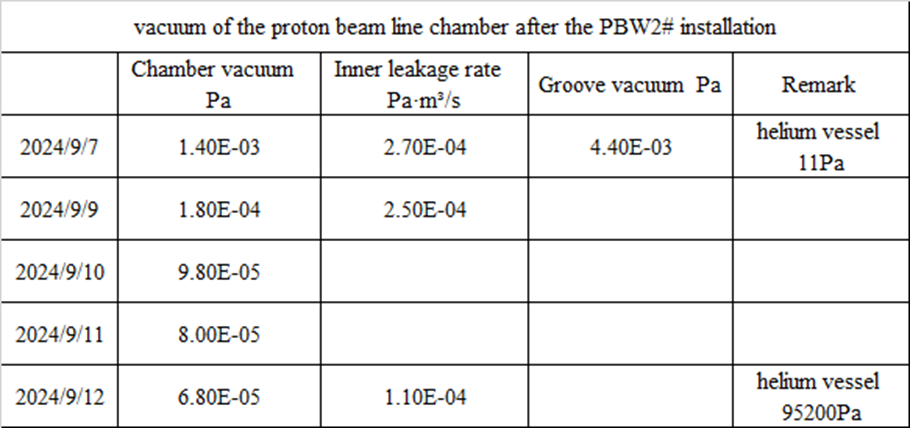 vacuum of the proton beam line chamber after the PBW2# installation
Chamber vacuum Inner leakage rate Groove vacuum Pa Remark
Pa Pa·m³/s
2024/9/7 1.40E-03 2.70E-04 4.40E-03 helium vessel
11Pa
2024/9/9 1.80E-04 2.50E-04
2024/9/10 9.80E-05
2024/9/11 8.00E-05
2024/9/12 6.80E-05 1.10E-04 helium vessel
95200Pa